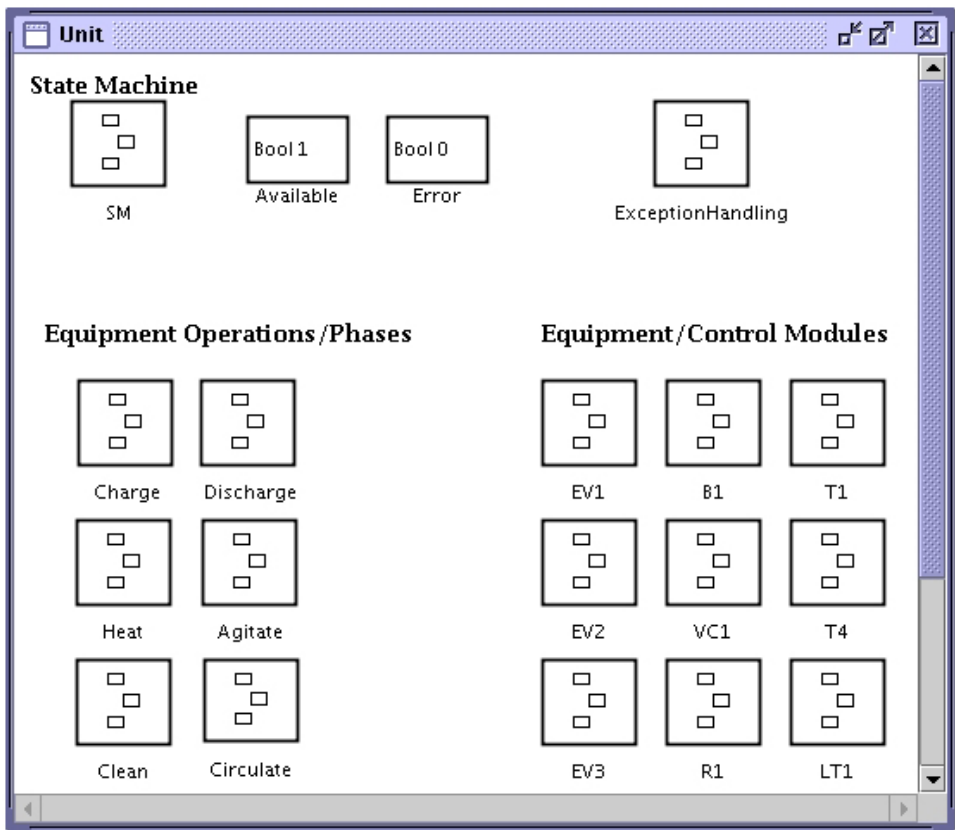 Unit
State Machine
Bool 1
Bool 0
SM
Available
Error
ExceptionHandling
Equipment Operations/Phases
Equipment/Control Modules
Charge
Discharge
EV1
B1
T1
Heat
Agitate
EV2
VC1
T4
Clean
Circulate
EV3
R1
LT1